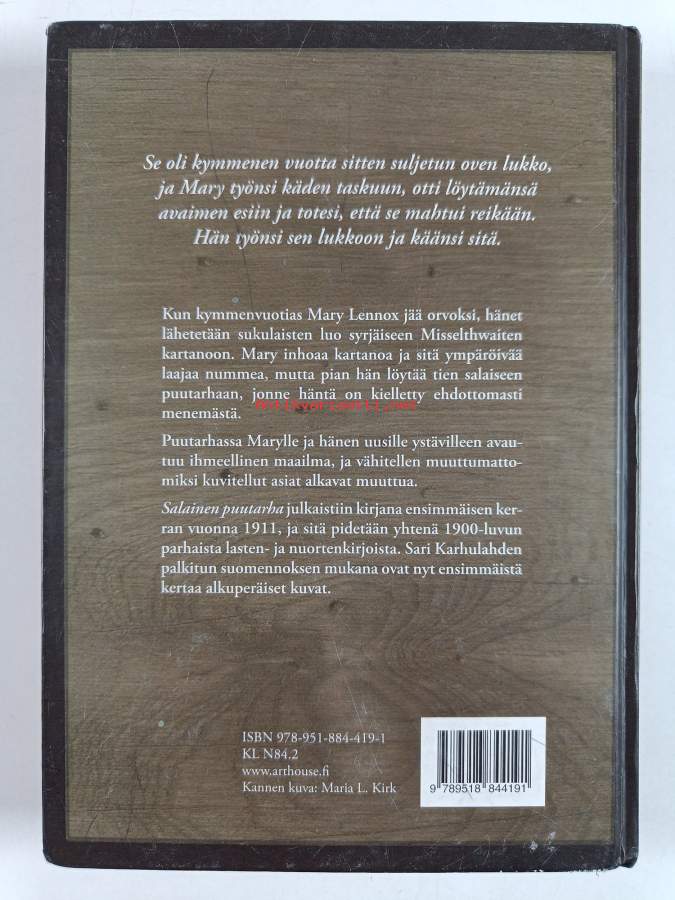 Se oli kymmenen vuotta sitten suljetun oven lukko,
ja Mary työnsi käden taskuun, otti löytämänsä
avaimen esiin ja totesi, että se mahtui reikään.
Hän työnsi sen lukkoon ja käänsi sitä.
Kun kymmenvuotias Mary Lennox jää orvoksi, hänet
lähetetään sukulaisten luo syrjäiseen Misselthwaiten
kartanoon. Mary inhoaa kartanoa ja sitä ympäröivää
laajaa nummea, mutta pian hän löytää tien salaiseen
puutarhaan, jonne häntä on kielletty ehdottomasti
menemästä.
Puutarhassa Marylle ja hänen uusille ystävilleen avau-
tuu ihmeellinen maailma, ja vähitellen muuttumatto-
miksi kuvitellut asiat alkavat muuttua.
Salainen puutarha julkaistiin kirjana ensimmäisen ker-
ran vuonna 1911, ja sitä pidetään yhtenä 1900-luvun
parhaista lasten- ja nuortenkirjoista. Sari Karhulahden
palkitun suomennoksen mukana ovat nyt ensimmäistä
kertaa alkuperäiset kuvat.
ISBN 978-951-884-419-1
KL N84.2
www.arthouse.fi
Kannen kuva: Maria L. Kirk
9 789518 844191